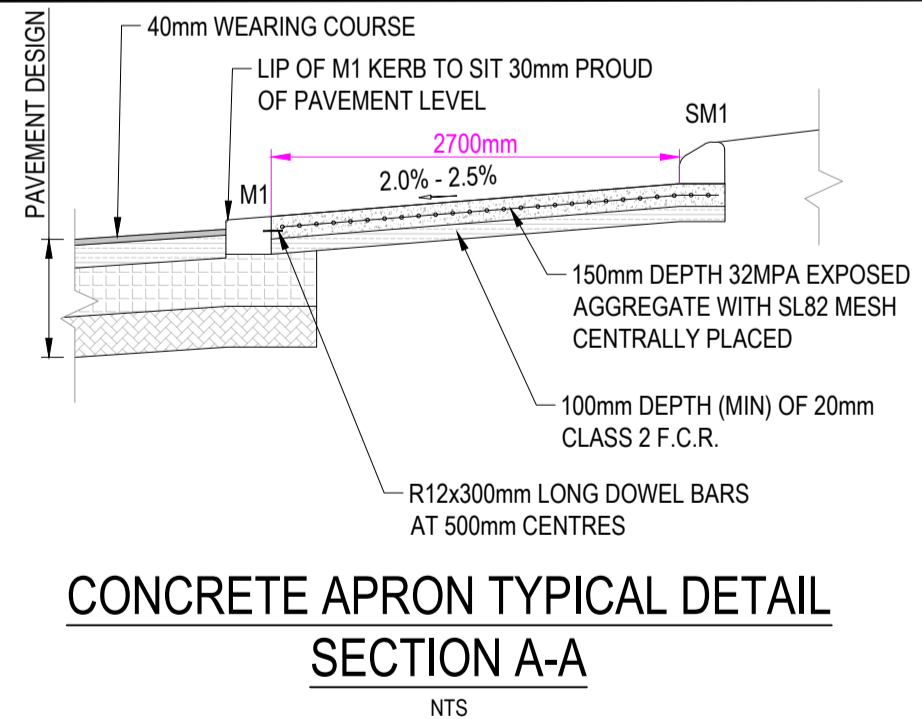 PAVEMENT DESIGN
40mm WEARING COURSE
LIP OF M1 KERB TO SIT 30mm PROUD
OF PAVEMENT LEVEL
SM1
2700mm
M1
2.0% - 2.5%
150mm DEPTH 32MPA EXPOSED
AGGREGATE WITH SL82 MESH
CENTRALLY PLACED
100mm DEPTH (MIN) OF 20mm
CLASS 2 F.C.R.
R12x300mm LONG DOWEL BARS
AT 500mm CENTRES
CONCRETE APRON TYPICAL DETAIL
SECTION A-A
NTS